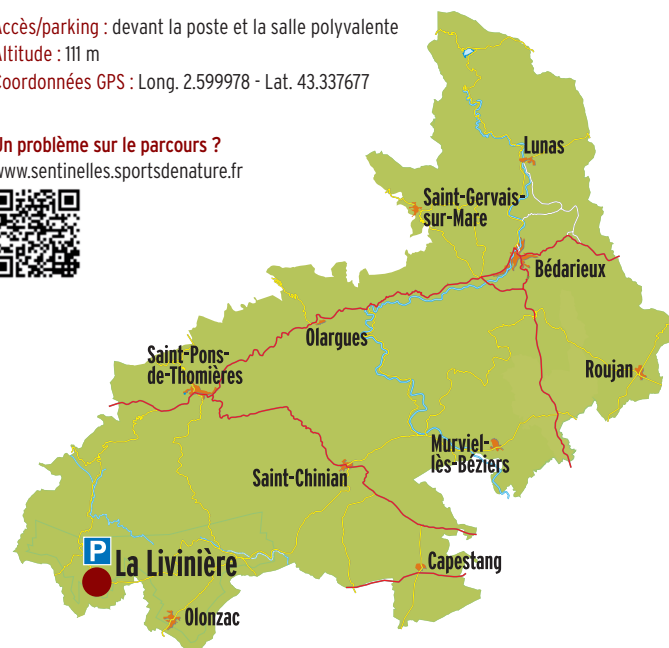 Accès/parking : devant la poste et la salle polyvalente
Altitude : 111 m
Coordonnées GPS : Long. 2.599978 - Lat. 43.337677
Un problème sur le parcours ?
www.sentinelles.sportsdenature.fr
Lunas
Saint-Gervais-
sur-Mare
Bédarieux
Olargues
Saint-Pons-
de-Thomières
Roujan
Murviel-
lès-Béziers
Saint-Chinian
P
La Livinière
Capestang
Olonzac